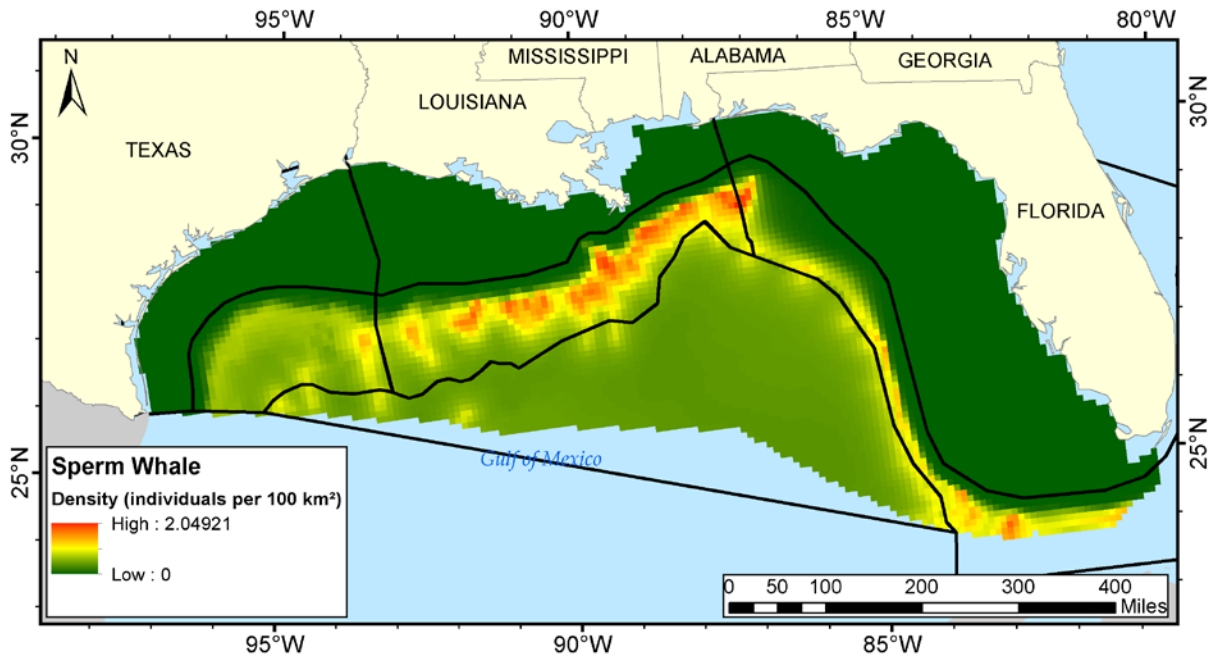 95°W 90°W 85°W 80°W
N
MISSISSIPPI ALABAMA GEORGIA
LOUISIANA
30°N 30°N
TEXAS
FLORIDA
25°N 25°N
Gulf of Mexico
Sperm Whale
Density (individuals per 100 km²)
High : 2.04921
Low : 0
0 50 100 200 300 400
Miles
95°W 90°W 85°W